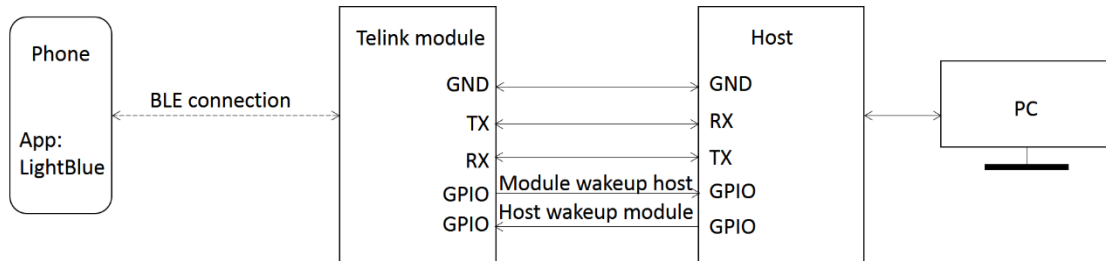 Phone
App:
LightBlue
BLE connection
Telink module
GND
TX
RX
GPIO
GPIO
Module wakeup host
Host wakeup module
Host
GND
RX
TX
GPIO
GPIO
PC